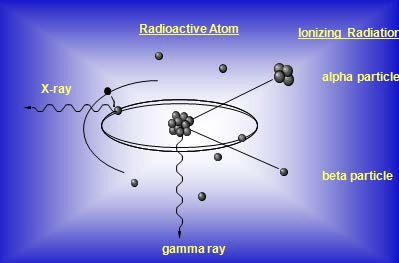 Radioactive Atom
Ionizing Radiation
X-ray
alpha particle
beta particle
gamma ray